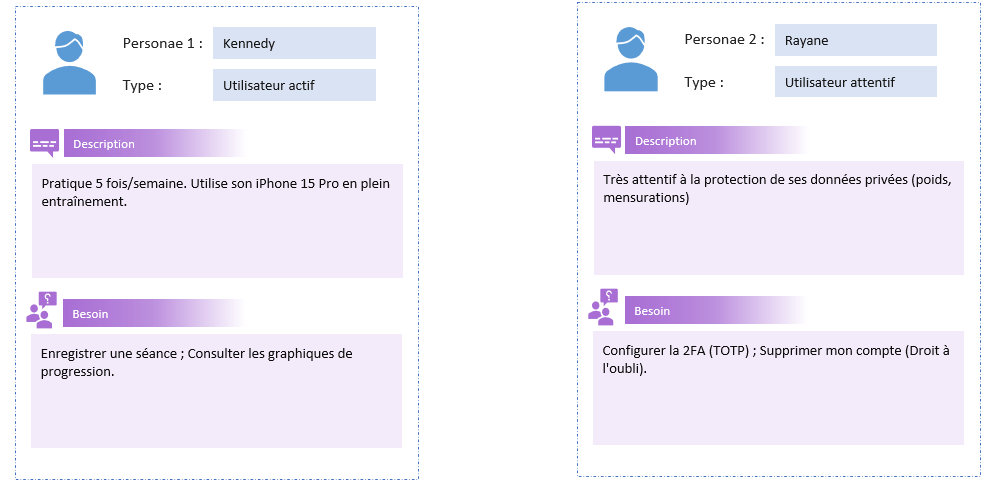 Personae 1 :
Kennedy
Type :
Utilisateur actif
Description
Pratique 5 fois/semaine. Utilise son iPhone 15 Pro en plein
entraînement.
Besoin
Enregistrer une séance ; Consulter les graphiques de
progression.
Personae 2 :
Rayane
Type :
Utilisateur attentif
Description
Très attentif à la protection de ses données privées (poids,
mensurations)
Besoin
Configurer la 2FA (TOTP) ; Supprimer mon compte (Droit à
l'oubli).